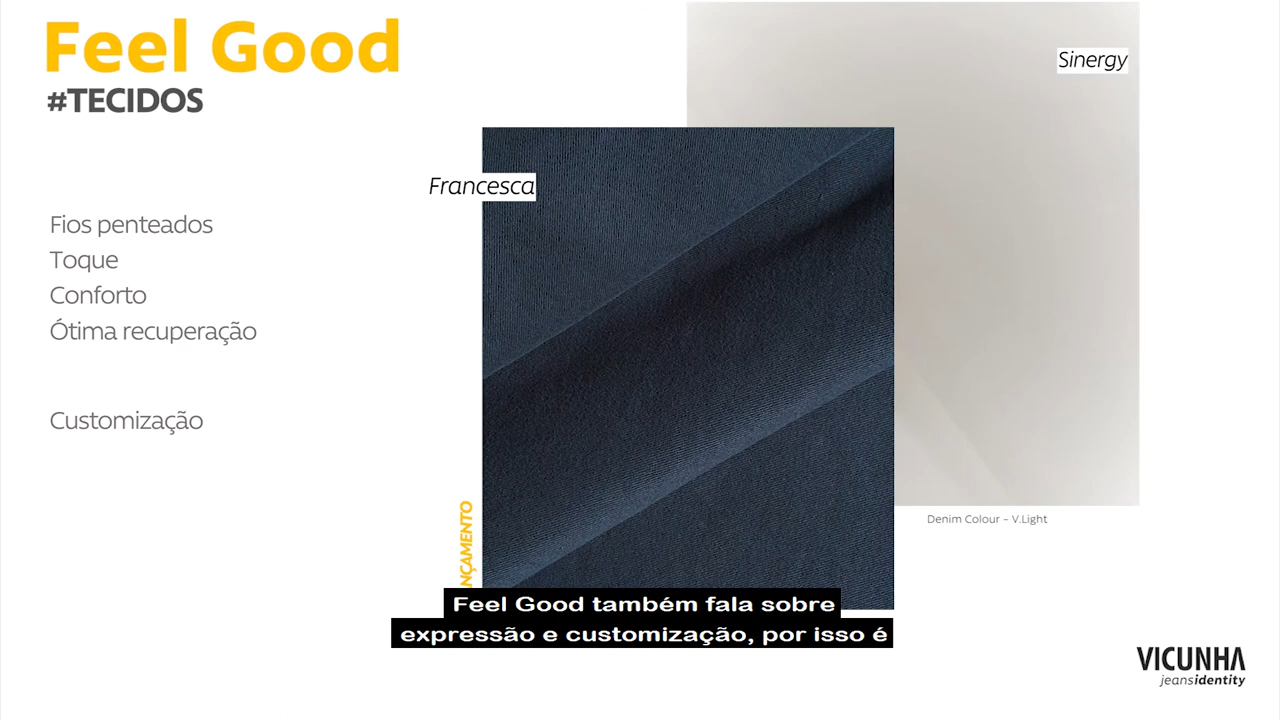 Feel Good
#TECIDOS
Sinergy
Francesca
Fios penteados
Toque
Conforto
Ótima recuperação
Customização
Denim Colour – V.Light
Feel Good também fala sobre
expressão e customização, por isso é
VICUNHA
jeansidentity